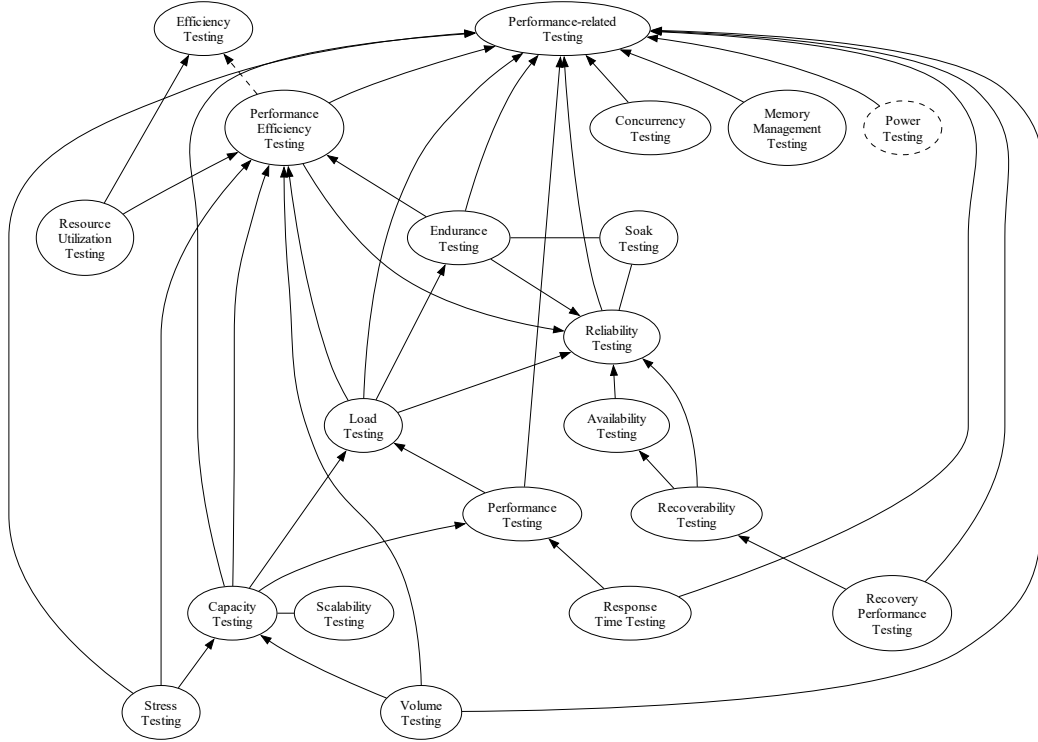 Efficiency
Testing
Performance-related
Testing
Performance
Efficiency
Testing
Concurrency
Testing
Memory
Management
Testing
Power
Testing
Resource
Utilization
Testing
Endurance
Testing
Soak
Testing
Reliability
Testing
Load
Testing
Availability
Testing
Performance
Testing
Recoverability
Testing
Capacity
Testing
Scalability
Testing
Response
Time Testing
Recovery
Performance
Testing
Stress
Testing
Volume
Testing